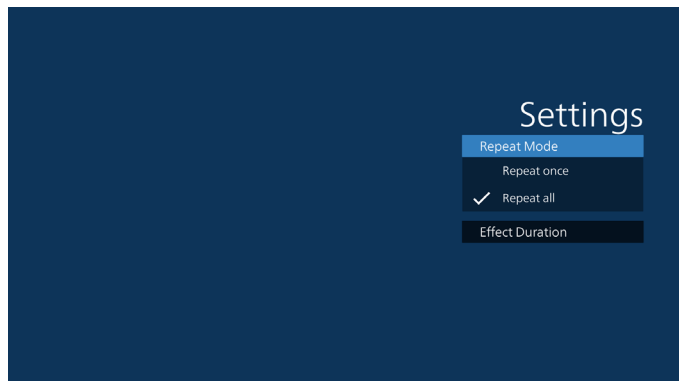 Settings
Repeat Mode
Repeat once
Repeat all
Effect Duration